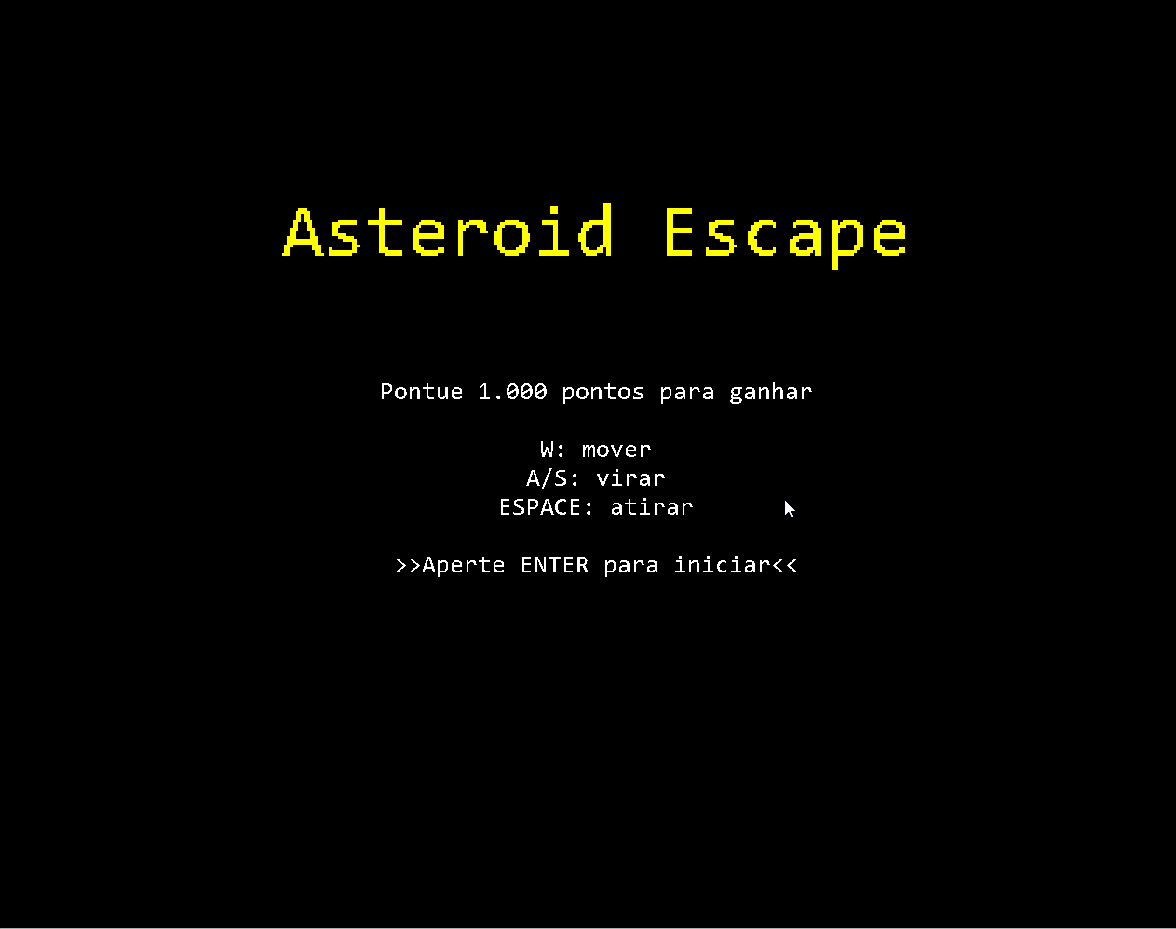 Asteroid Escape
Pontue 1.000 pontos para ganhar
W: mover
A/S: virar
ESPACE: atirar
>>Aperte ENTER para iniciar<<